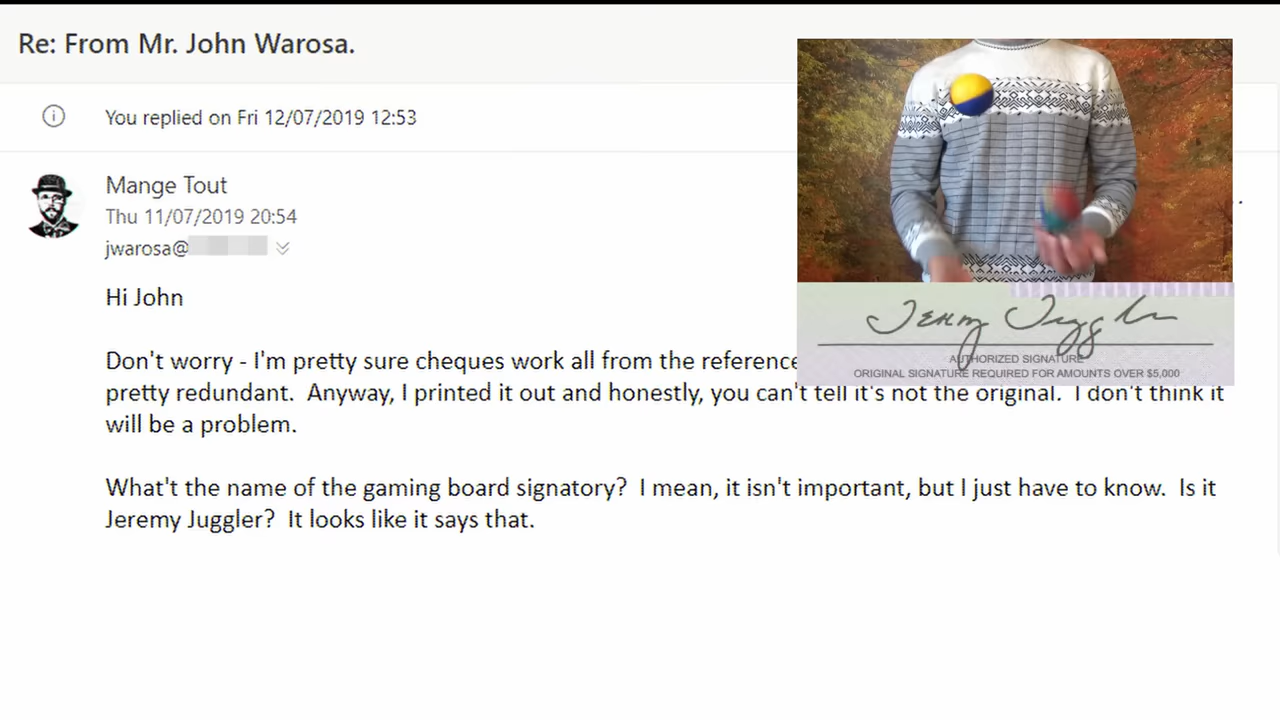 Re: From Mr. John Warosa.
You replied on Fri 12/07/2019 12:53
Mange Tout
Thu 11/07/2019 20:54
jwarosa@
Hi John
Don't worry - I'm pretty sure cheques work all from the reference
pretty redundant. Anyway, I printed it out and honestly, you can't tell it's not the original. I don't think it
will be a problem.
What's the name of the gaming board signatory? I mean, it isn't important, but I just have to know. Is it
Jeremy Juggler? It looks like it says that.
AUTHORIZED SIGNATURE
ORIGINAL SIGNATURE REQUIRED FOR AMOUNTS OVER $5,000